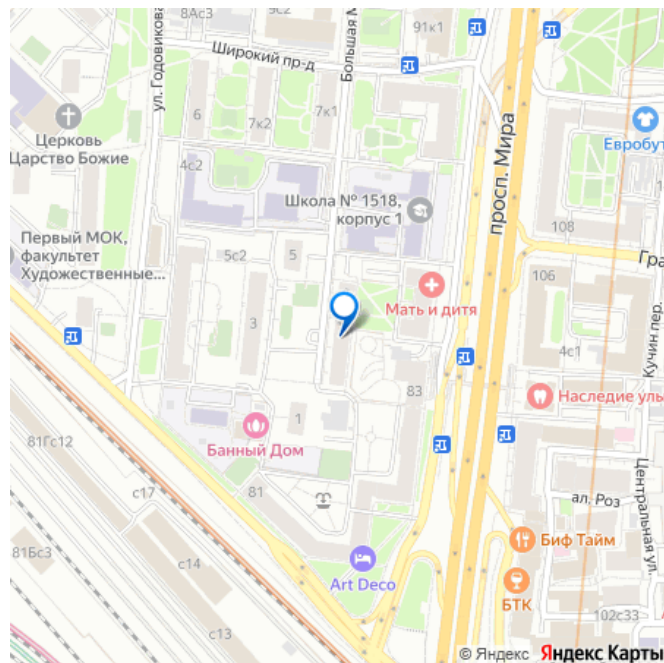 8Ас3
9с2
91к1
Широкий пр-д
Большая М
ул. Годовикова
6
7к2
7к1
Церковь
Царство Божие
4с2
Школа № 1518,
корпус 1
просп. Мира
Евробут
108
Гра
Первый МОК,
факультет
Художественные...
5с2
5
3
Мать и дитя
106
4с1
Кучин пер.
83
Наследие улы
1
Банный Дом
81Гс12
с17
81
Центральная ул.
ал. Роз
Биф Тайм
81Бс3
с14
Art Deco
БТК
102с33
с13
© Яндекс Яндекс Карты